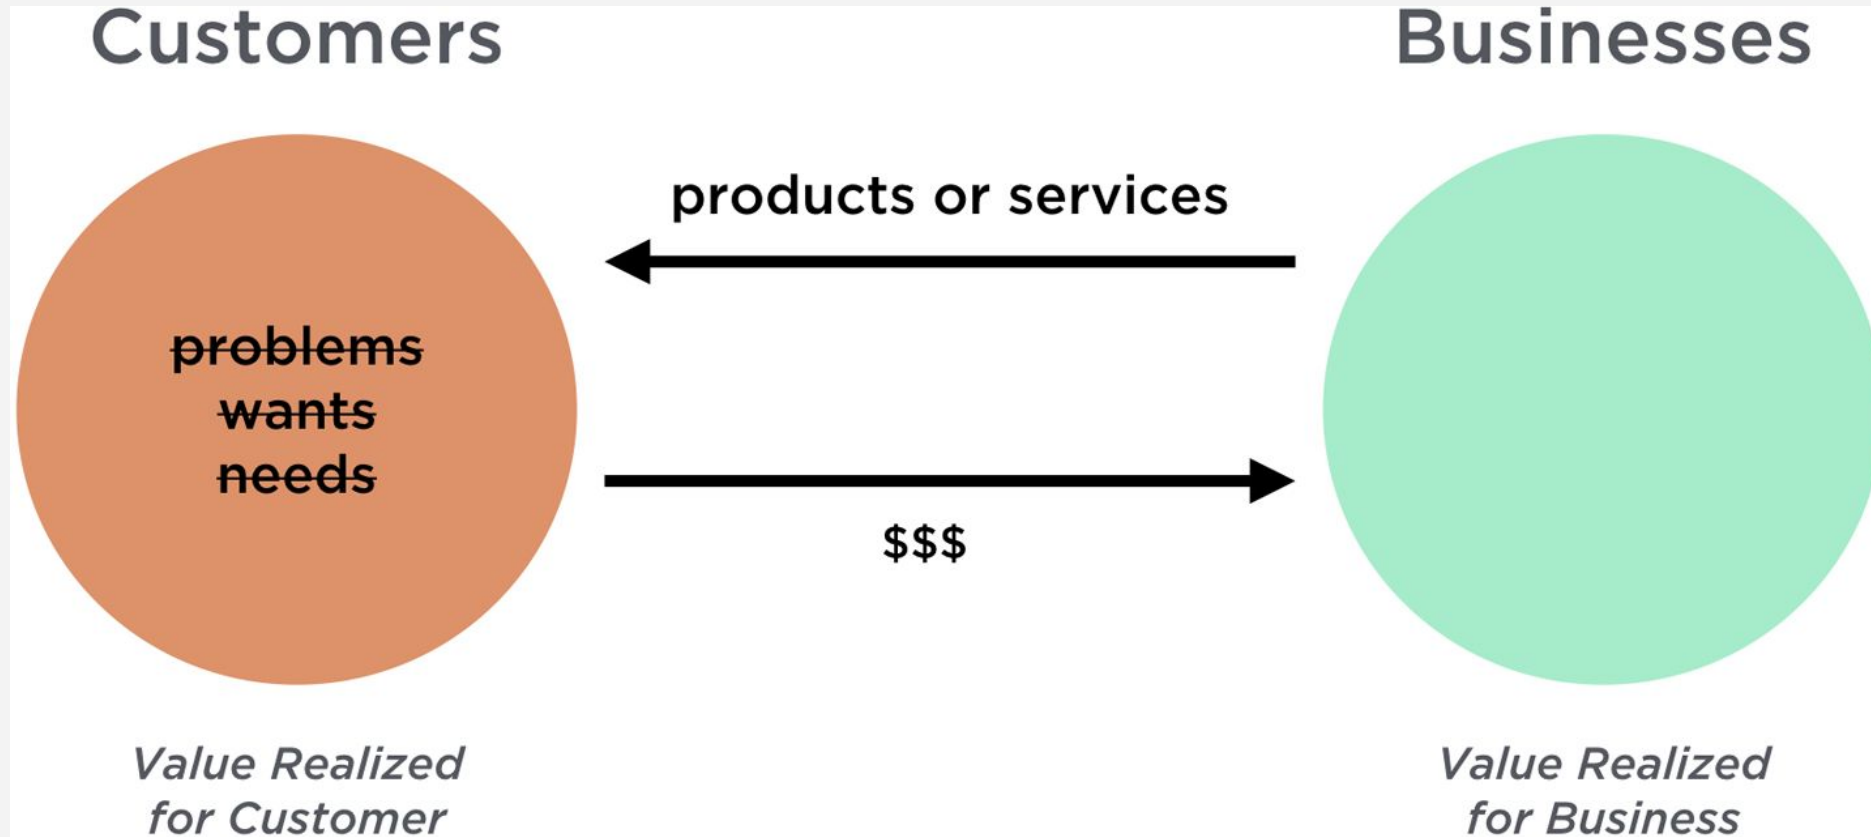 Customers
Businesses
products or services
problems
wants
needs
$$$
Value Realized
for Customer
Value Realized
for Business